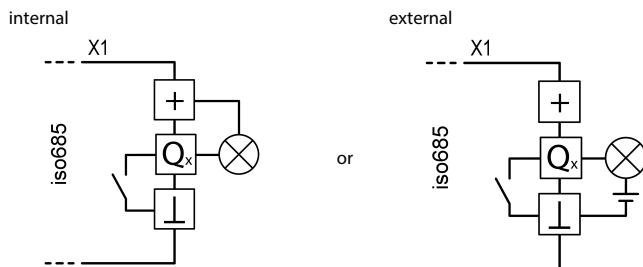 internal
X1
+
Qx
iso685
or
external
X1
+
Qx
iso685